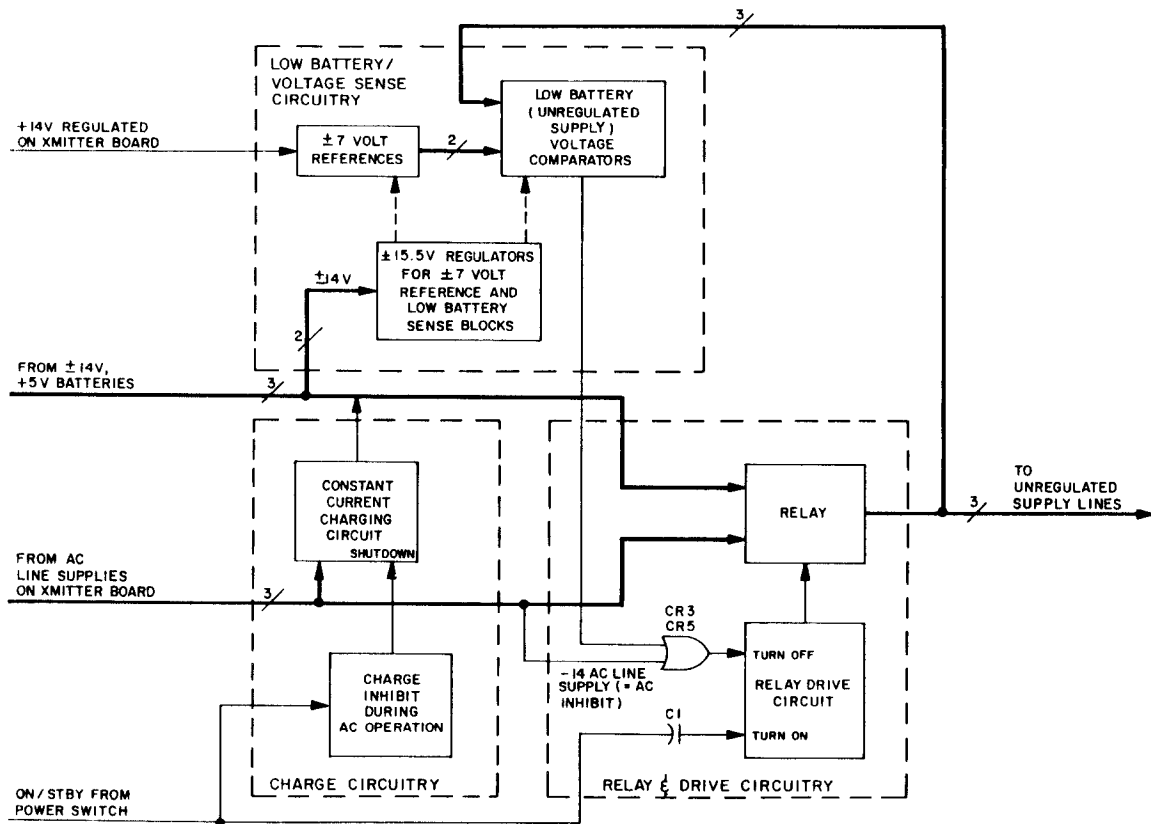 3
LOW BATTERY/
VOLTAGE SENSE
CIRCUITRY
LOW BATTERY
(UNREGULATED
SUPPLY)
VOLTAGE
COMPARATORS
+14V REGULATED
ON XMITTER BOARD
±7 VOLT
REFERENCES
2
±14V
±15.5V REGULATORS
FOR ±7 VOLT
REFERENCE AND
LOW BATTERY
SENSE BLOCKS
2
FROM ±14V,
+5V BATTERIES
3
CONSTANT
CURRENT
CHARGING
CIRCUIT
SHUTDOWN
RELAY
3
TO
UNREGULATED
SUPPLY LINES
FROM AC
LINE SUPPLIES
ON XMITTER BOARD
3
CR3
CR5
-14 AC LINE
SUPPLY (= AC
INHIBIT)
TURN OFF
RELAY DRIVE
CIRCUIT
TURN ON
C1
CHARGE
INHIBIT
DURING
AC OPERATION
CHARGE CIRCUITRY
RELAY & DRIVE CIRCUITRY
ON/STBY FROM
POWER SWITCH